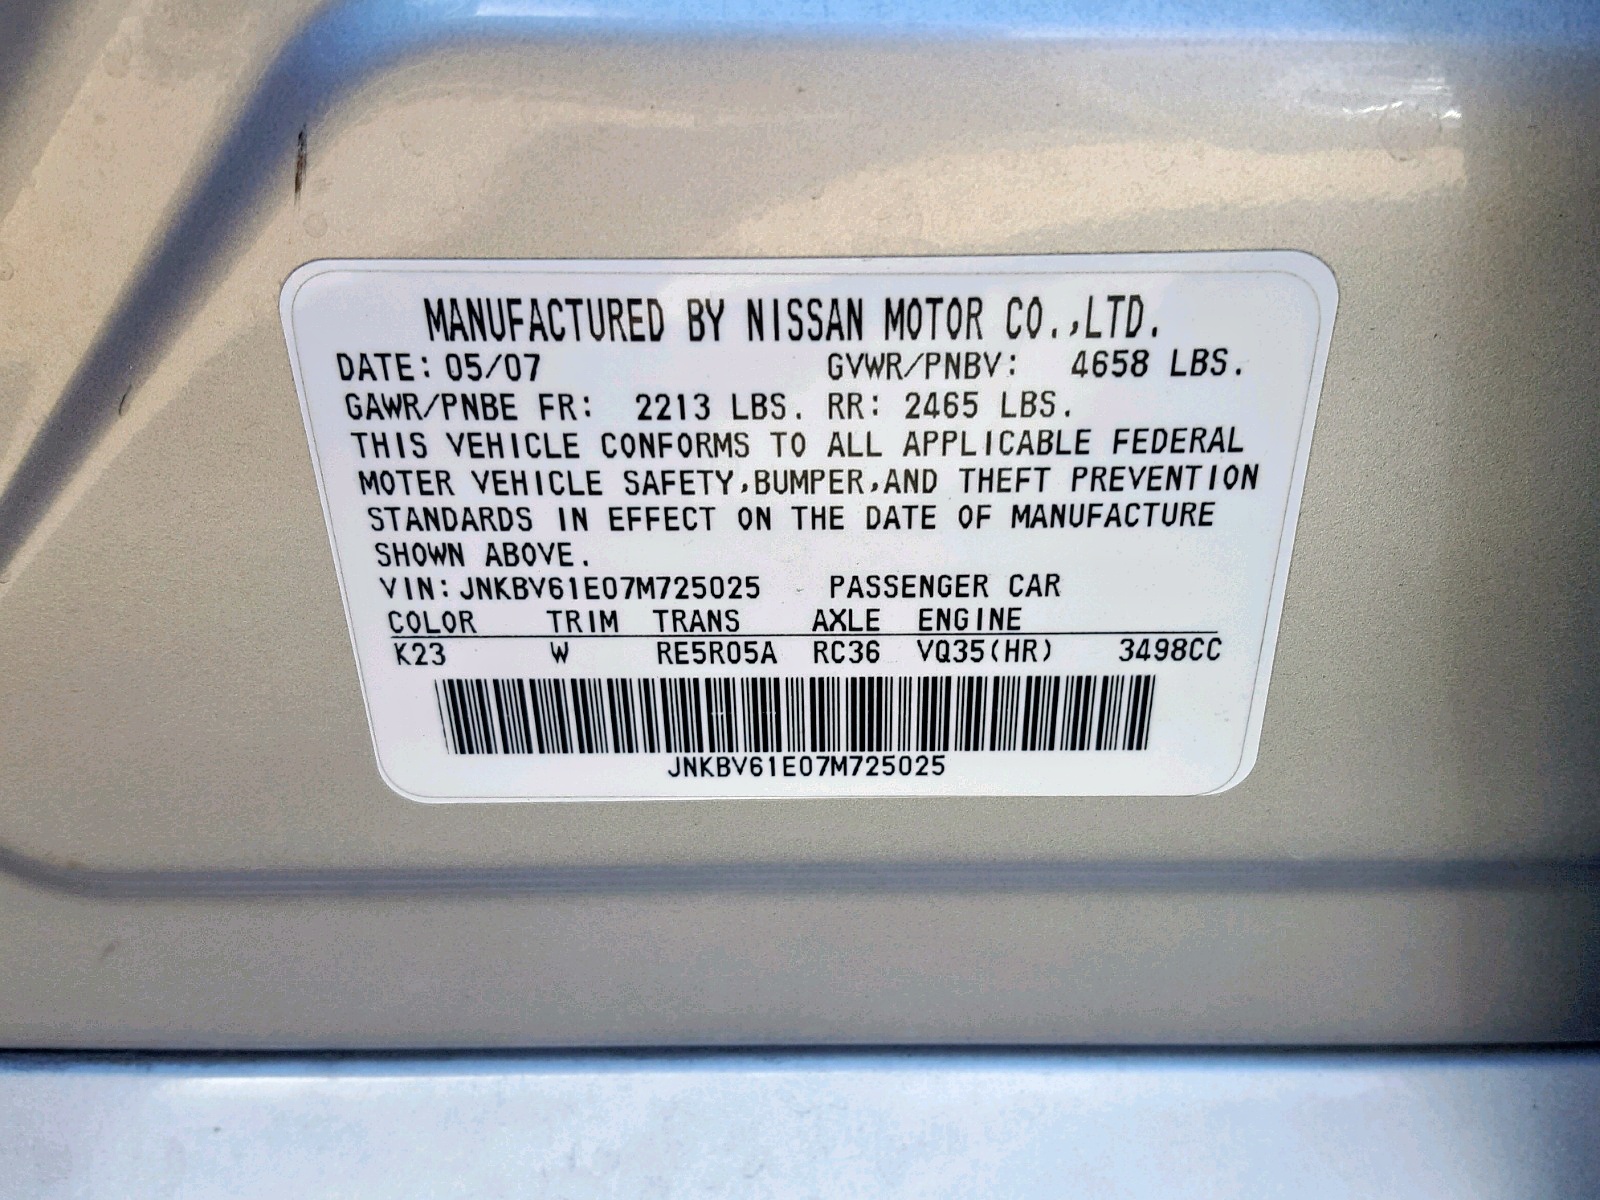 MANUFACTURED BY NISSAN MOTOR CO.,LTD.
DATE: 05/07 GVWR/PNBV: 4658 LBS.
GAWR/PNBE FR: 2213 LBS. RR: 2465 LBS.
THIS VEHICLE CONFORMS TO ALL APPLICABLE FEDERAL
MOTER VEHICLE SAFETY,BUMPER,AND THEFT PREVENTION
STANDARDS IN EFFECT ON THE DATE OF MANUFACTURE
SHOWN ABOVE.
VIN:JNKBV61E07M725025 PASSENGER CAR
COLOR TRIM TRANS AXLE ENGINE
K23 W RE5R05A RC36 VQ35(HR) 3498CC
JNKBV61E07M725025